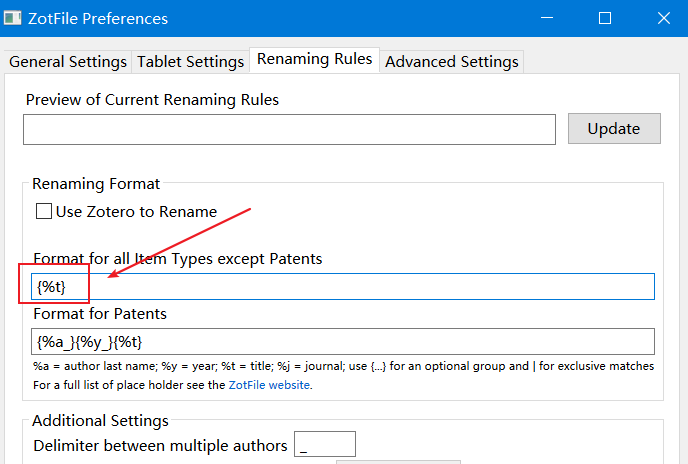 ZotFile Preferences
General Settings Tablet Settings Renaming Rules Advanced Settings
Preview of Current Renaming Rules
Update
Renaming Format
Use Zotero to Rename
Format for all Item Types except Patents
{%t}
Format for Patents
{%a_}{%y_}{%t}
%a = author last name; %y = year; %t = title; %j = journal; use {...} for an optional group and | for exclusive matches
For a full list of place holder see the ZotFile website.
Additional Settings
Delimiter between multiple authors _